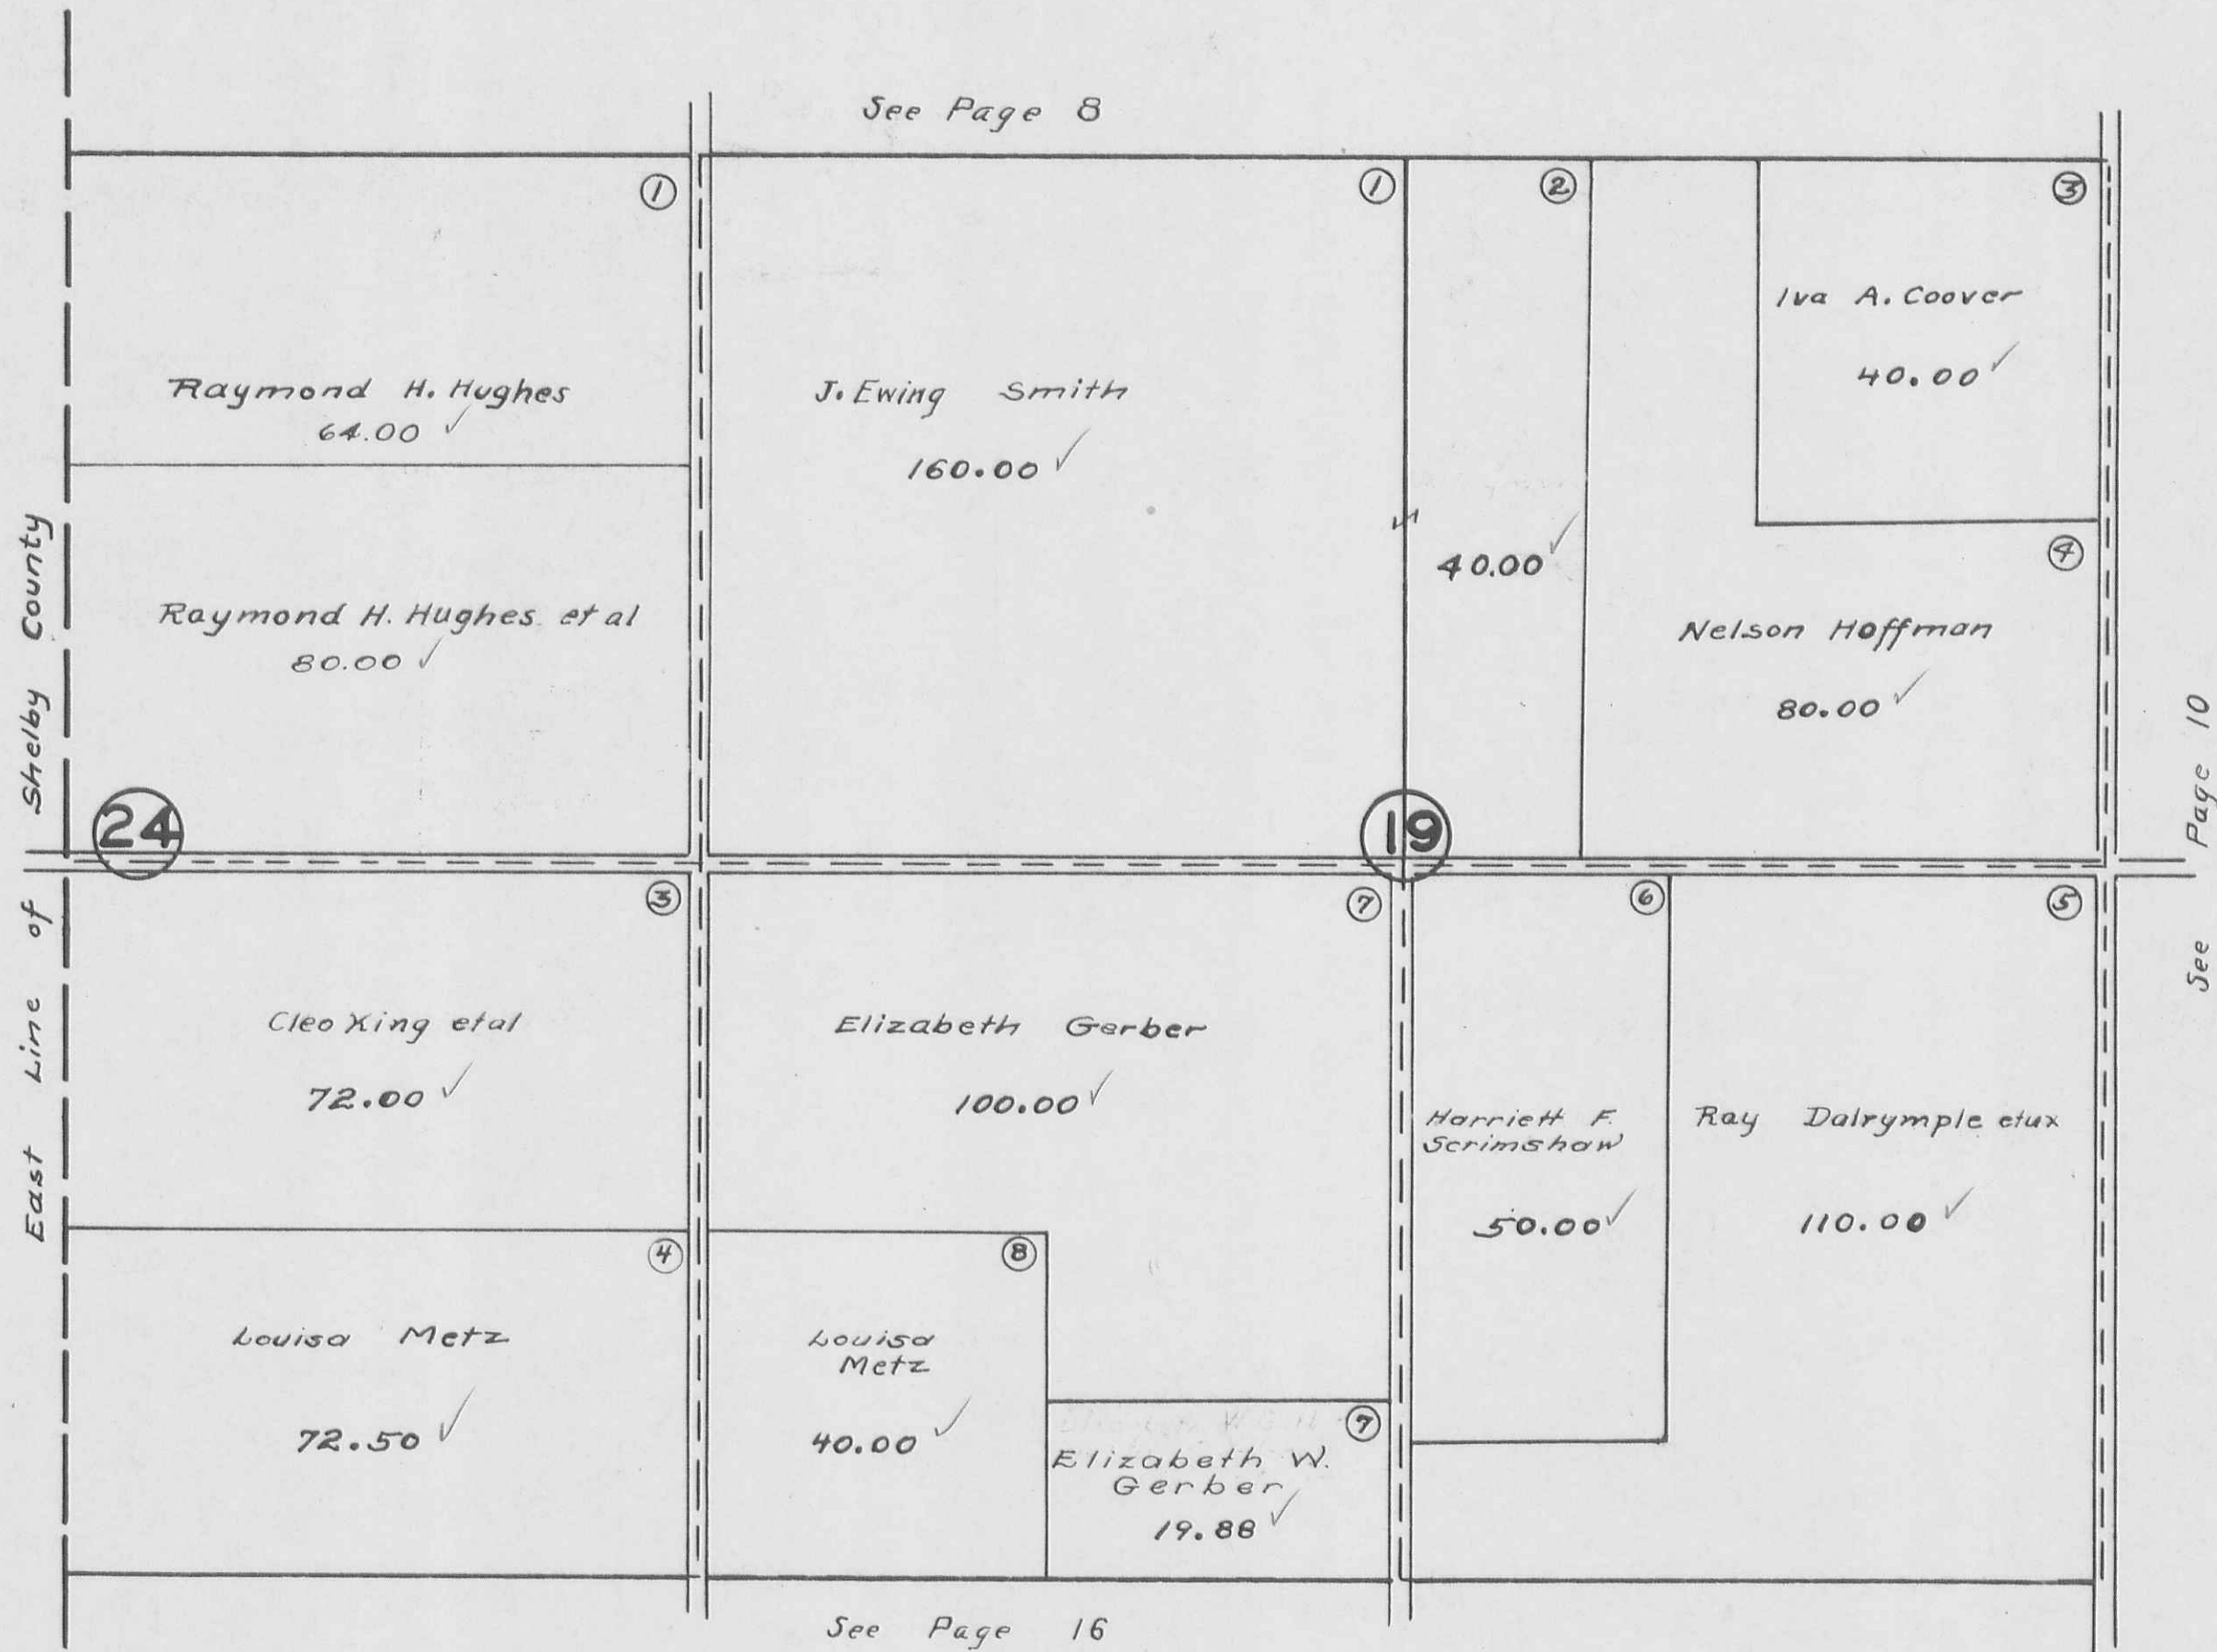 See Page 8
①
Raymond H. Hughes
64.00 ✓
Raymond H. Hughes et al
80.00 ✓
①
J. Ewing Smith
160.00 ✓
②
40.00 ✓
③
Iva A. Coover
40.00 ✓
④
Nelson Hoffman
80.00 ✓
24
19
③
Cleo King etal
72.00 ✓
④
Louisa Metz
72.50 ✓
⑦
Elizabeth Gerber
100.00 ✓
⑧
Louisa
Metz
40.00 ✓
⑦
Elizabeth W.
Gerber
19.88 ✓
⑥
Harriett F.
Scrimshaw
50.00 ✓
⑤
Ray Dalrymple etux
110.00 ✓
East Line of Shelby County
See Page 10
See Page 16